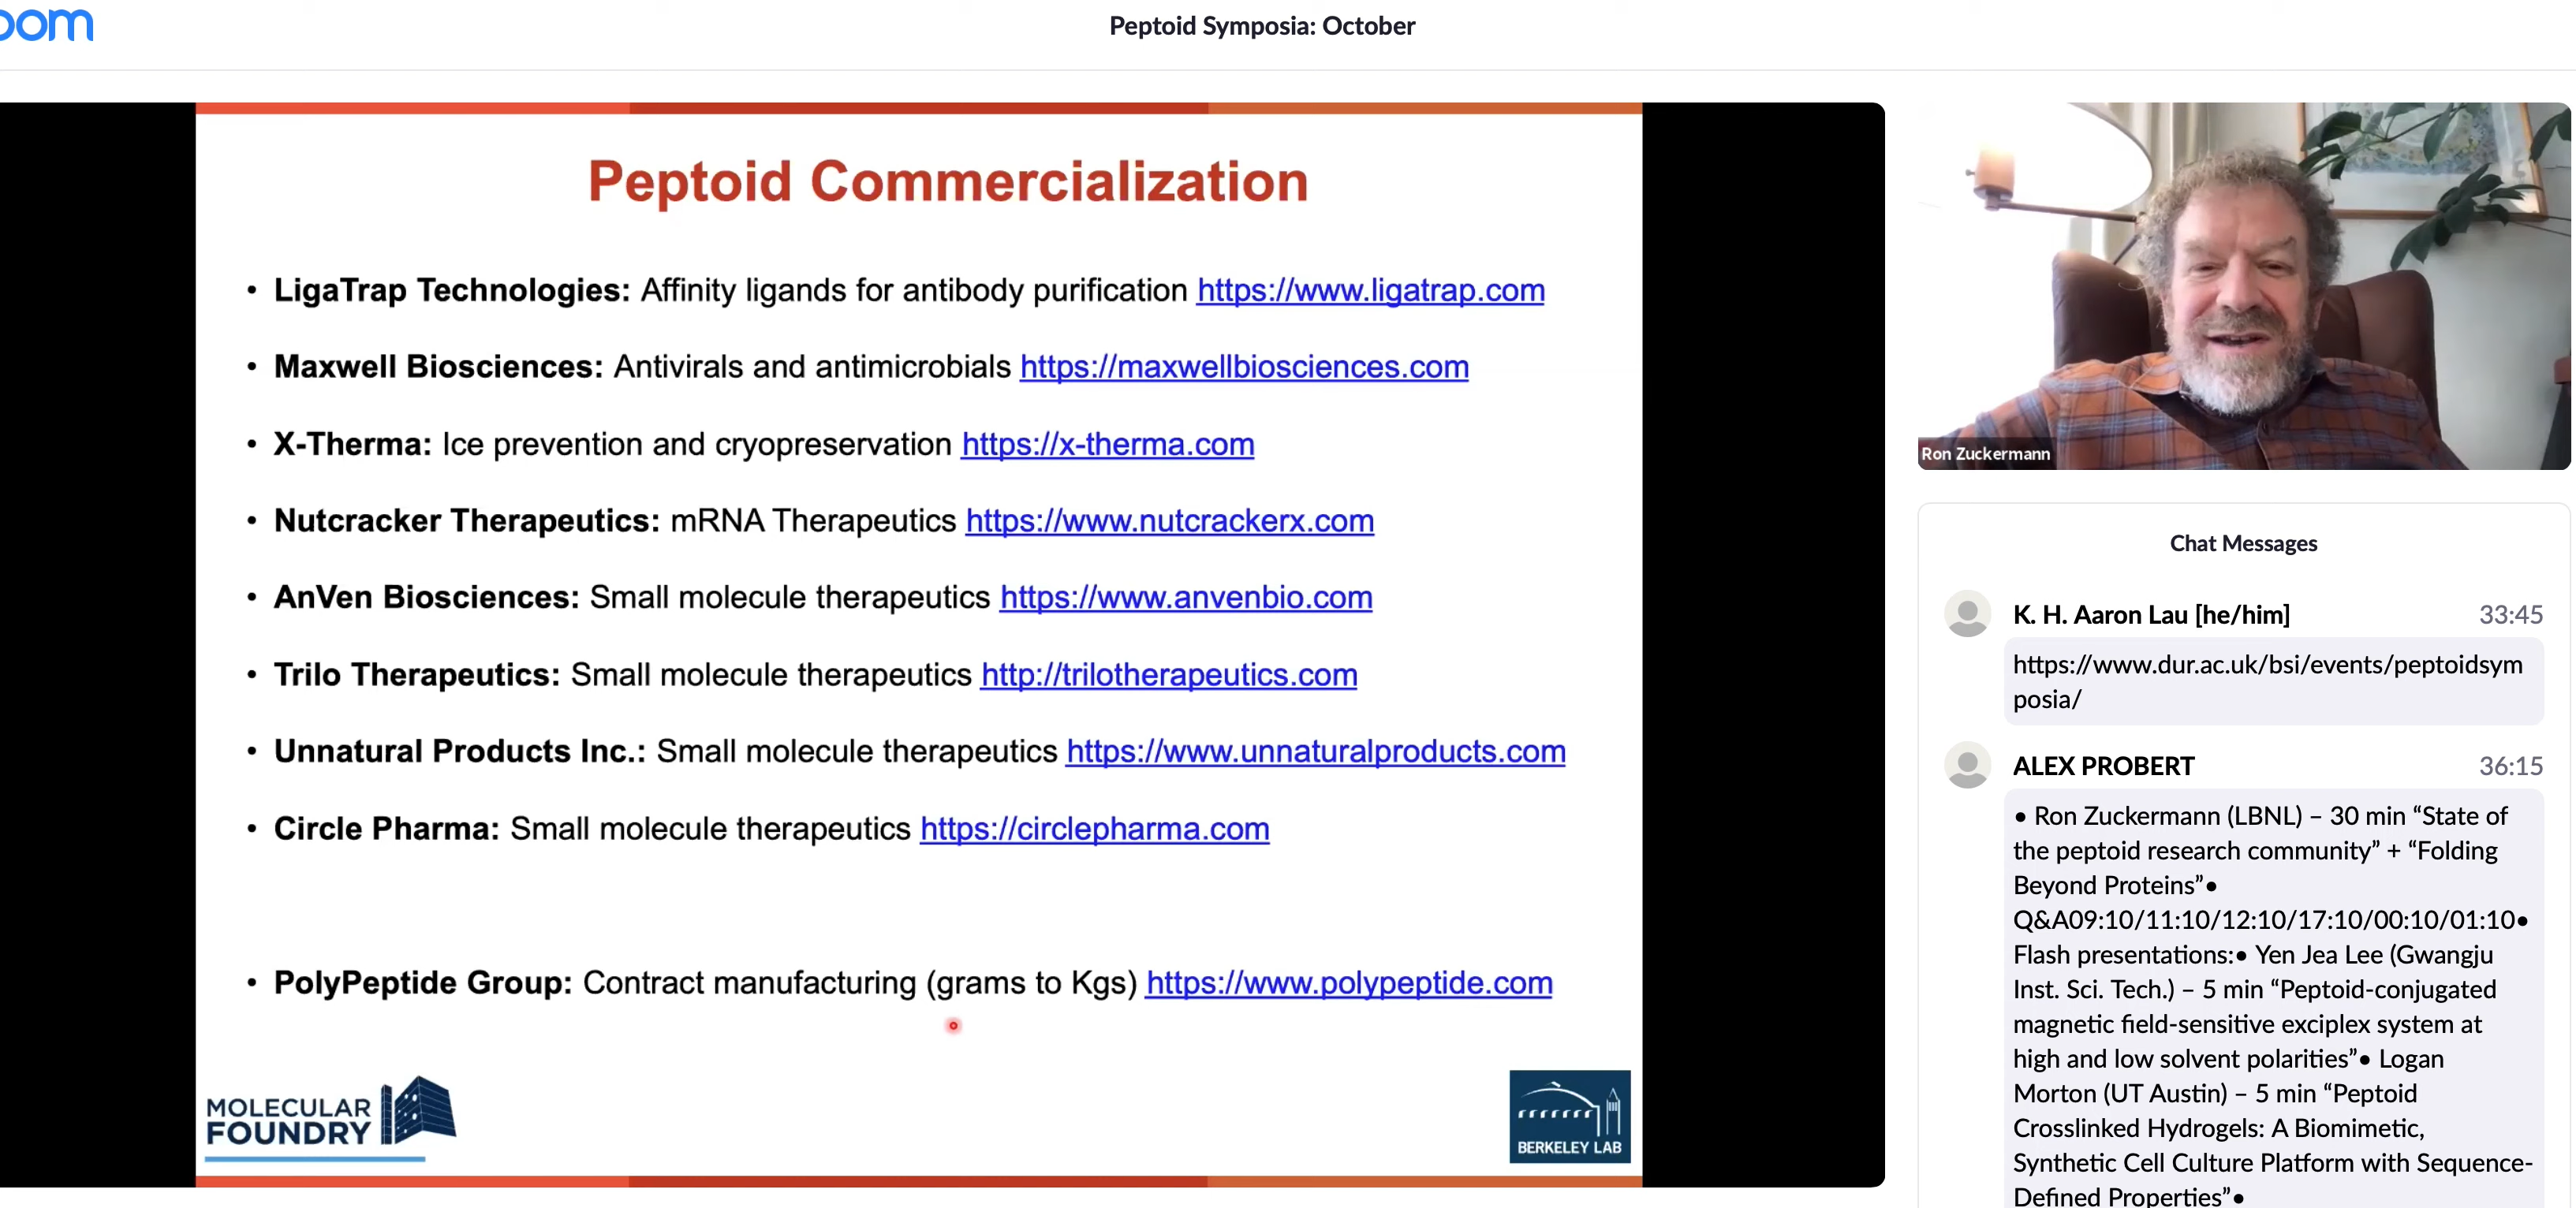 oom
Peptoid Symposia: October
Peptoid Commercialization
• LigaTrap Technologies: Affinity ligands for antibody purification https://www.ligatrap.com
• Maxwell Biosciences: Antivirals and antimicrobials https://maxwellbiosciences.com
• X-Therma: Ice prevention and cryopreservation https://x-therma.com
• Nutcracker Therapeutics: mRNA Therapeutics https://www.nutcrackerx.com
• AnVen Biosciences: Small molecule therapeutics https://www.anvenbio.com
• Trilo Therapeutics: Small molecule therapeutics http://trilotherapeutics.com
• Unnatural Products Inc.: Small molecule therapeutics https://www.unnaturalproducts.com
• Circle Pharma: Small molecule therapeutics https://circlepharma.com
• PolyPeptide Group: Contract manufacturing (grams to Kgs) https://www.polypeptide.com
MOLECULAR
FOUNDRY
BERKELEY LAB
Ron Zuckermann
Chat Messages
K. H. Aaron Lau [he/him] 33:45
https://www.dur.ac.uk/bsi/events/peptoidsym
posia/
ALEX PROBERT 36:15
• Ron Zuckermann (LBNL) – 30 min “State of
the peptoid research community” + “Folding
Beyond Proteins”•
Q&A09:10/11:10/12:10/17:10/00:10/01:10•
Flash presentations:• Yen Jea Lee (Gwangju
Inst. Sci. Tech.) – 5 min “Peptoid-conjugated
magnetic field-sensitive exciplex system at
high and low solvent polarities”• Logan
Morton (UT Austin) – 5 min “Peptoid
Crosslinked Hydrogels: A Biomimetic,
Synthetic Cell Culture Platform with Sequence-
Defined Properties”•